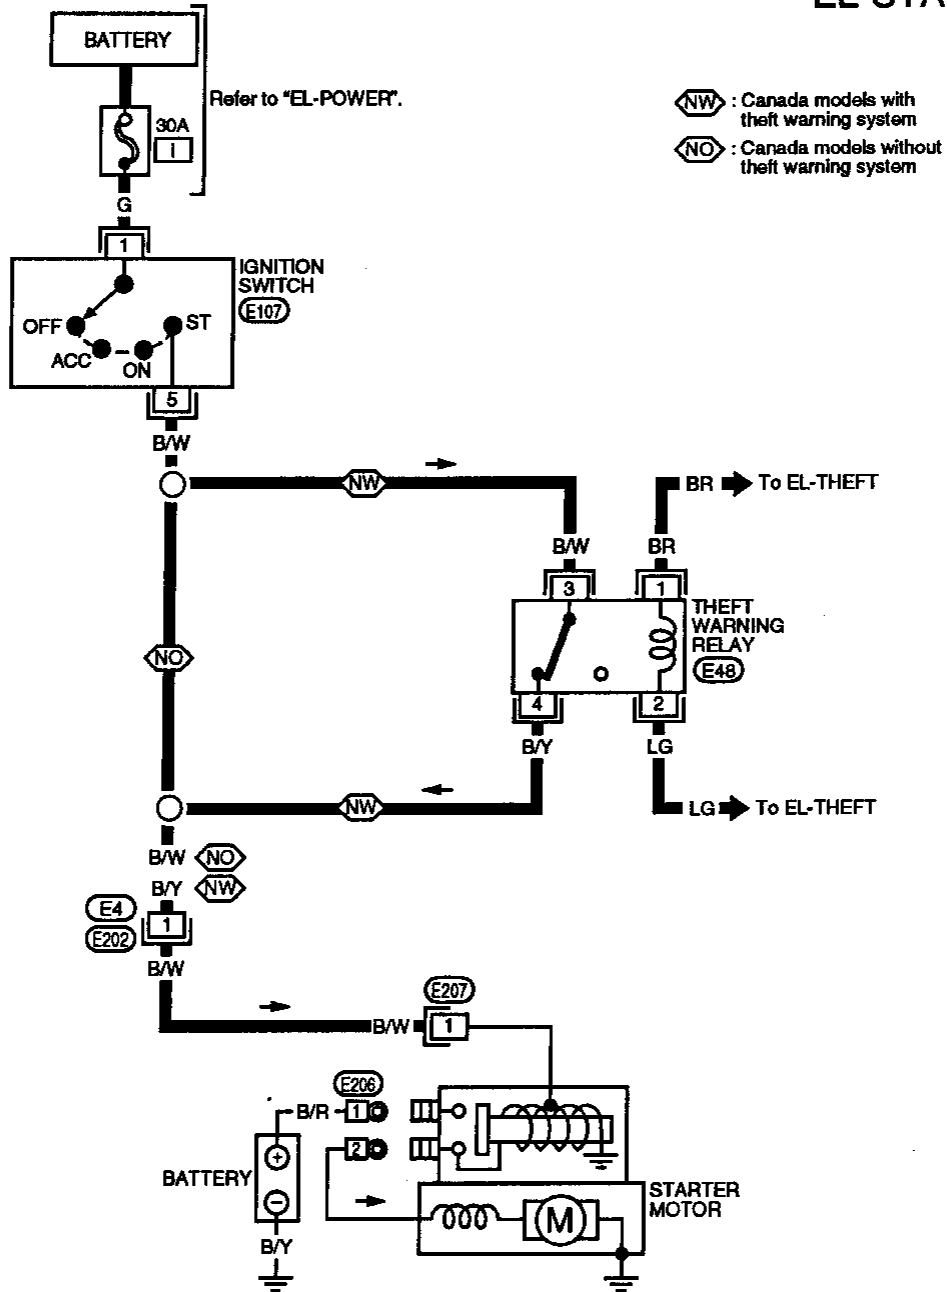 BATTERY
Refer to "EL-POWER".
30A
I
G
1
NW : Canada models with
theft warning system
NO : Canada models without
theft warning system
IGNITION
SWITCH
E107
OFF
ACC
ON
ST
5
B/W
NW
BR
To EL-THEFT
B/W
BR
3
1
THEFT
WARNING
RELAY
E48
NO
4
2
B/Y
LG
NW
LG
To EL-THEFT
B/W
NO
B/Y
NW
E4
1
E202
B/W
E207
B/W
1
E206
B/R
1
2
BATTERY
+
−
B/Y
M
STARTER
MOTOR